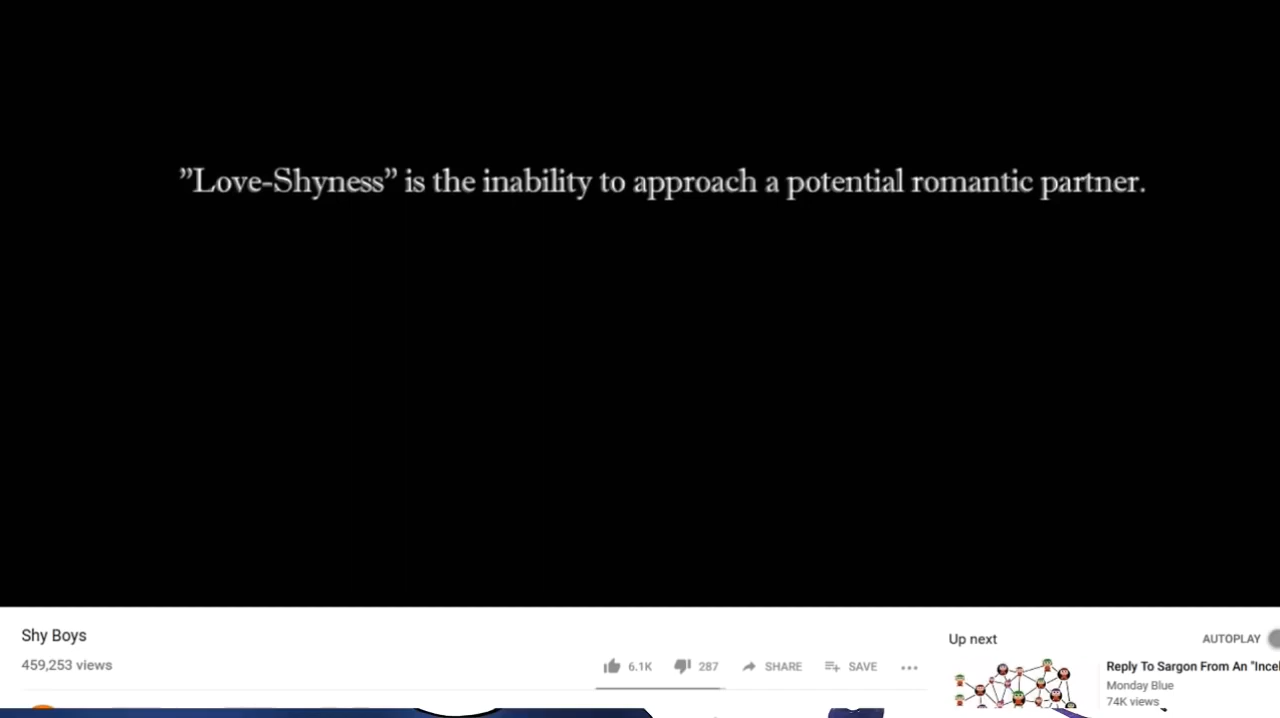 ”Love-Shyness” is the inability to approach a potential romantic partner.
Shy Boys
459,253 views
6.1K 287 SHARE SAVE
Up next
AUTOPLAY
Reply To Sargon From An "Incel
Monday Blue
74K views